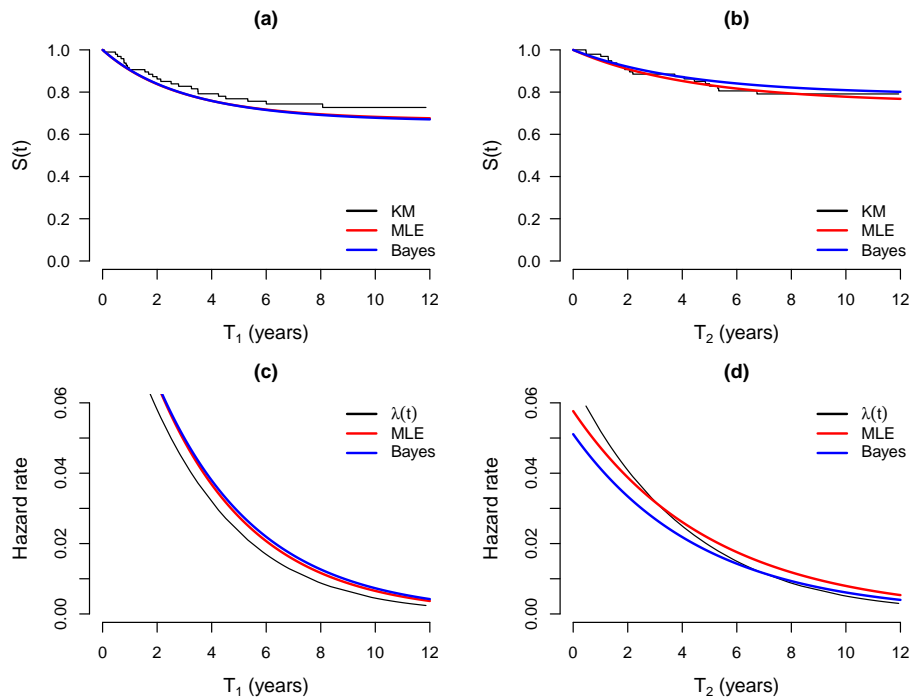 (a)
S(t)
1.0
0.8
0.6
0.4
0.2
0.0
KM
MLE
Bayes
0 2 4 6 8 10 12
T₁ (years)
(b)
S(t)
1.0
0.8
0.6
0.4
0.2
0.0
KM
MLE
Bayes
0 2 4 6 8 10 12
T₂ (years)
(c)
Hazard rate
0.06
0.04
0.02
0.00
λ(t)
MLE
Bayes
0 2 4 6 8 10 12
T₁ (years)
(d)
Hazard rate
0.06
0.04
0.02
0.00
λ(t)
MLE
Bayes
0 2 4 6 8 10 12
T₂ (years)